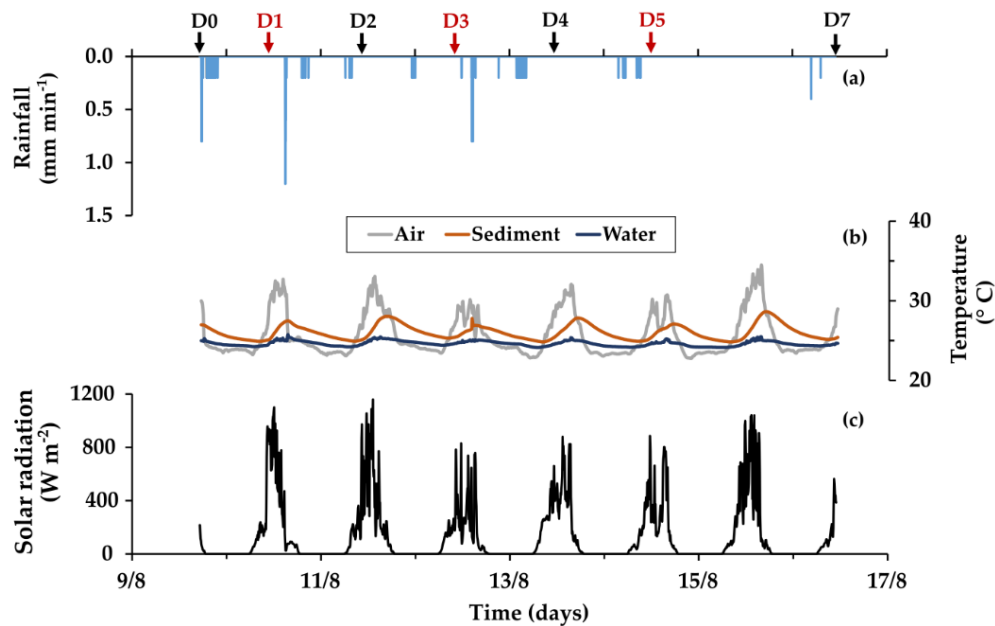 D0 D1 D2 D3 D4 D5 D7
0.0
0.5
1.0
1.5
Rainfall
(mm min-1)
(a)
Air Sediment Water
(b)
40
30
20
Temperature
(° C)
1200
800
400
0
Solar radiation
(W m-2)
(c)
9/8 11/8 13/8 15/8 17/8
Time (days)